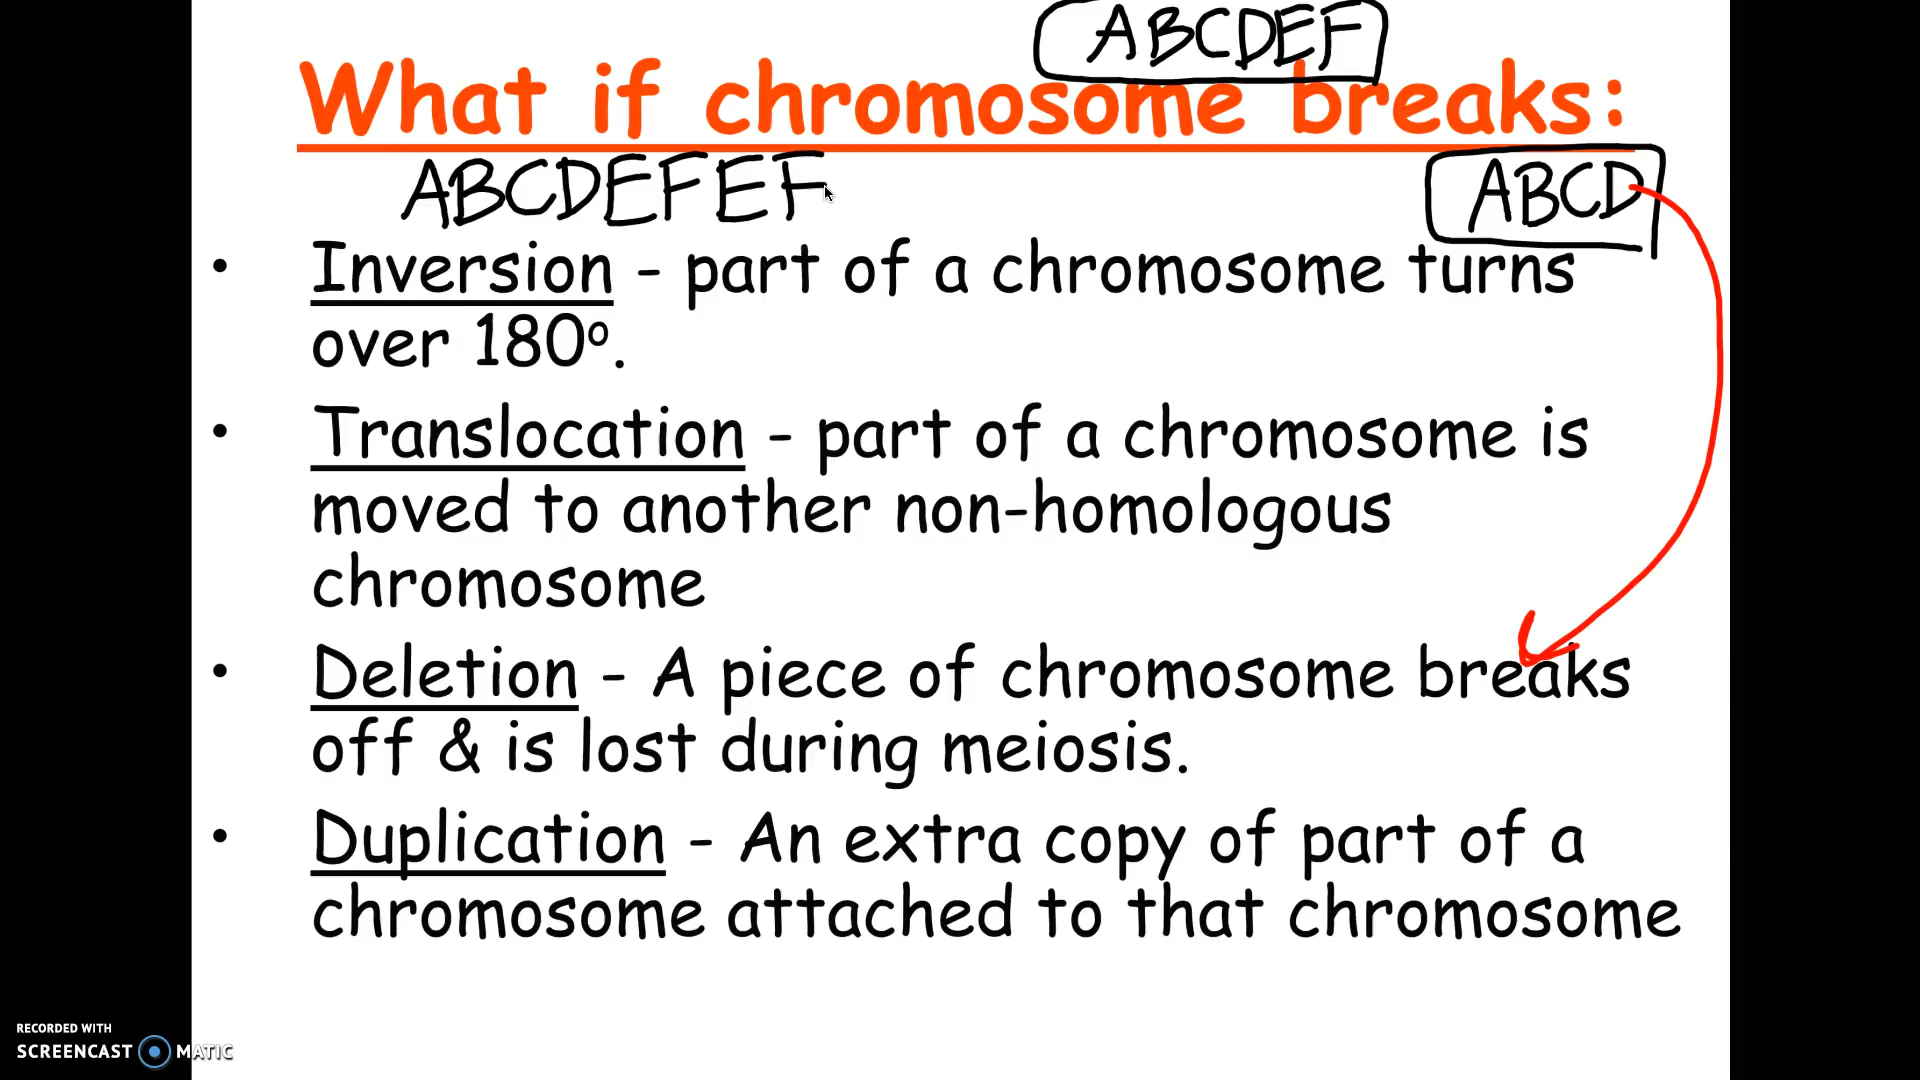 ABCDEF
What if chromosome breaks:
ABCDEFEF
ABCD
• Inversion - part of a chromosome turns
over 180º.
• Translocation - part of a chromosome is
moved to another non-homologous
chromosome
• Deletion - A piece of chromosome breaks
off & is lost during meiosis.
• Duplication - An extra copy of part of a
chromosome attached to that chromosome
RECORDED WITH
SCREENCAST MATIC